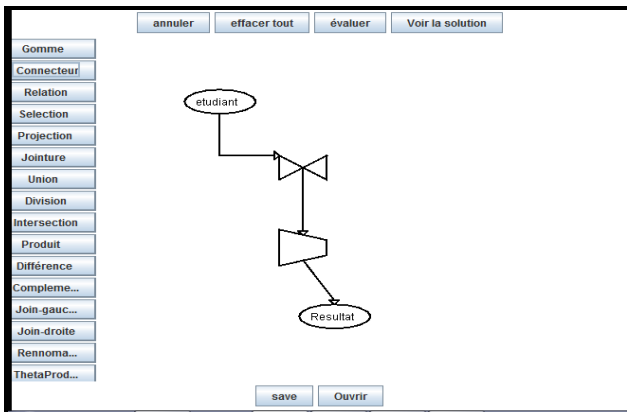 annuler effacer tout évaluer Voir la solution
Gomme
Connecteur
Relation
Selection
Projection
Jointure
Union
Division
Intersection
Produit
Différence
Compleme...
Join-gauc...
Join-droite
Rennoma...
ThetaProd...
etudiant
Resultat
save Ouvrir